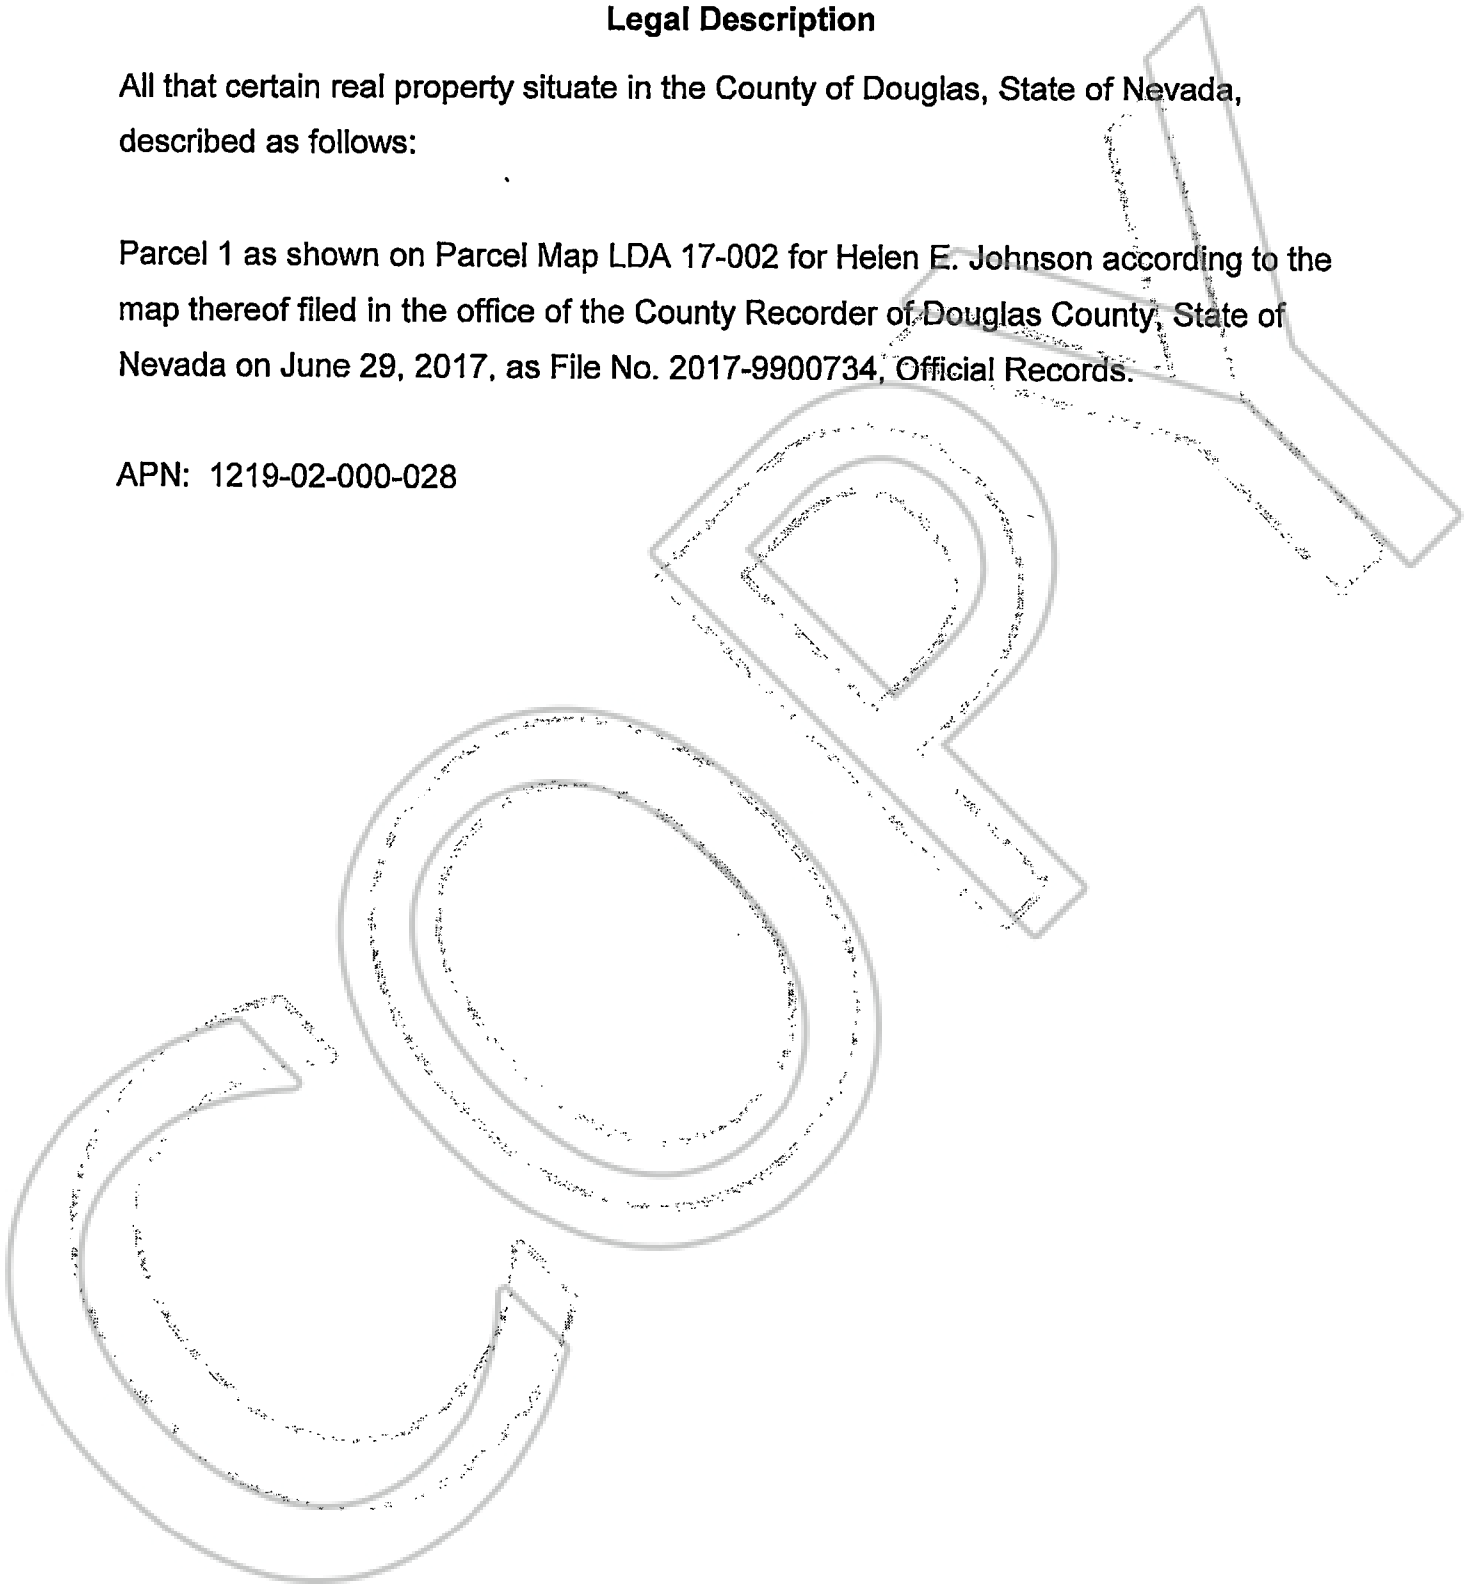 Legal Description
All that certain real property situate in the County of Douglas, State of Nevada,
described as follows:
Parcel 1 as shown on Parcel Map LDA 17-002 for Helen E. Johnson according to the
map thereof filed in the office of the County Recorder of Douglas County, State of
Nevada on June 29, 2017, as File No. 2017-9900734, Official Records.
APN: 1219-02-000-028
COPY